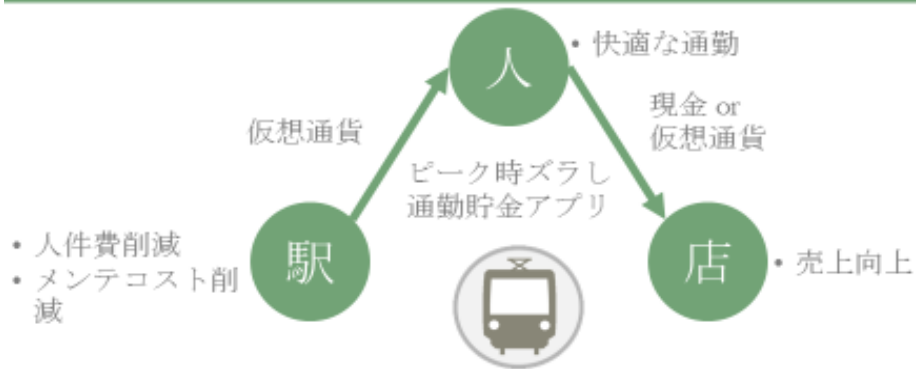 人
• 快適な通勤
仮想通貨
現金 or
仮想通貨
ピーク時ズラし
通勤貯金アプリ
• 人件費削減
• メンテコスト削
減
駅
店
• 売上向上